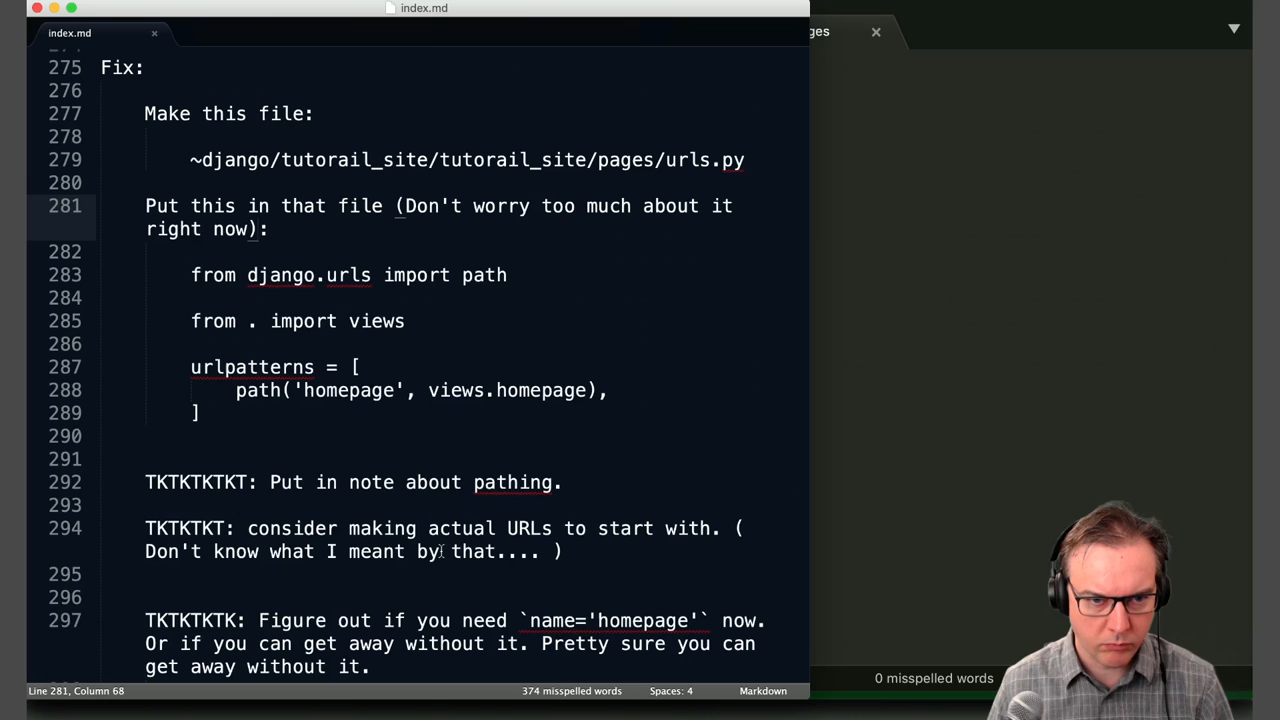 index.md
index.md
ges
275 Fix:
276
277 Make this file:
278
279 ~django/tutorail_site/tutorail_site/pages/urls.py
280
281 Put this in that file (Don't worry too much about it
right now):
282
283 from django.urls import path
284
285 from . import views
286
287 urlpatterns = [
288 path('homepage', views.homepage),
289 ]
290
291
292 TKTKTKTKT: Put in note about pathing.
293
294 TKTKTKT: consider making actual URLs to start with. (
Don't know what I meant by that.... )
295
296
297 TKTKTKTK: Figure out if you need `name='homepage'` now.
Or if you can get away without it. Pretty sure you can
get away without it.
Line 281, Column 68 374 misspelled words Spaces: 4 Markdown
0 misspelled words